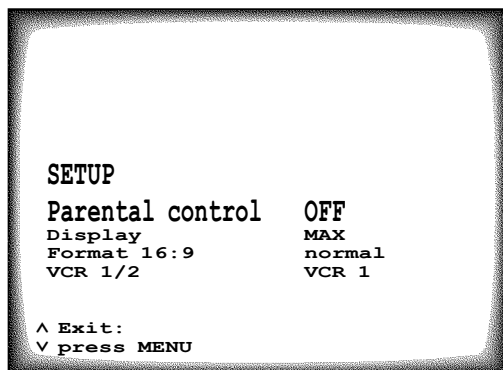 SETUP
Parental control OFF
Display MAX
Format 16:9 normal
VCR 1/2 VCR 1
∧ Exit:
∨ press MENU